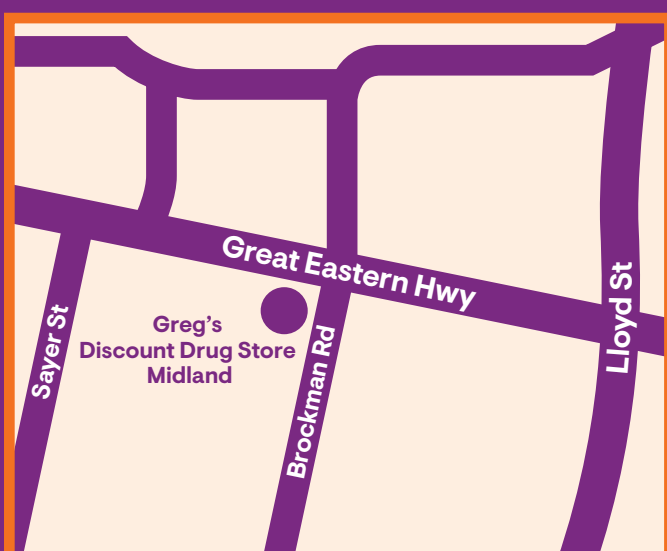 Great Eastern Hwy
Lloyd St
Sayer St
Greg’s
Discount Drug Store
Midland
Brockman Rd